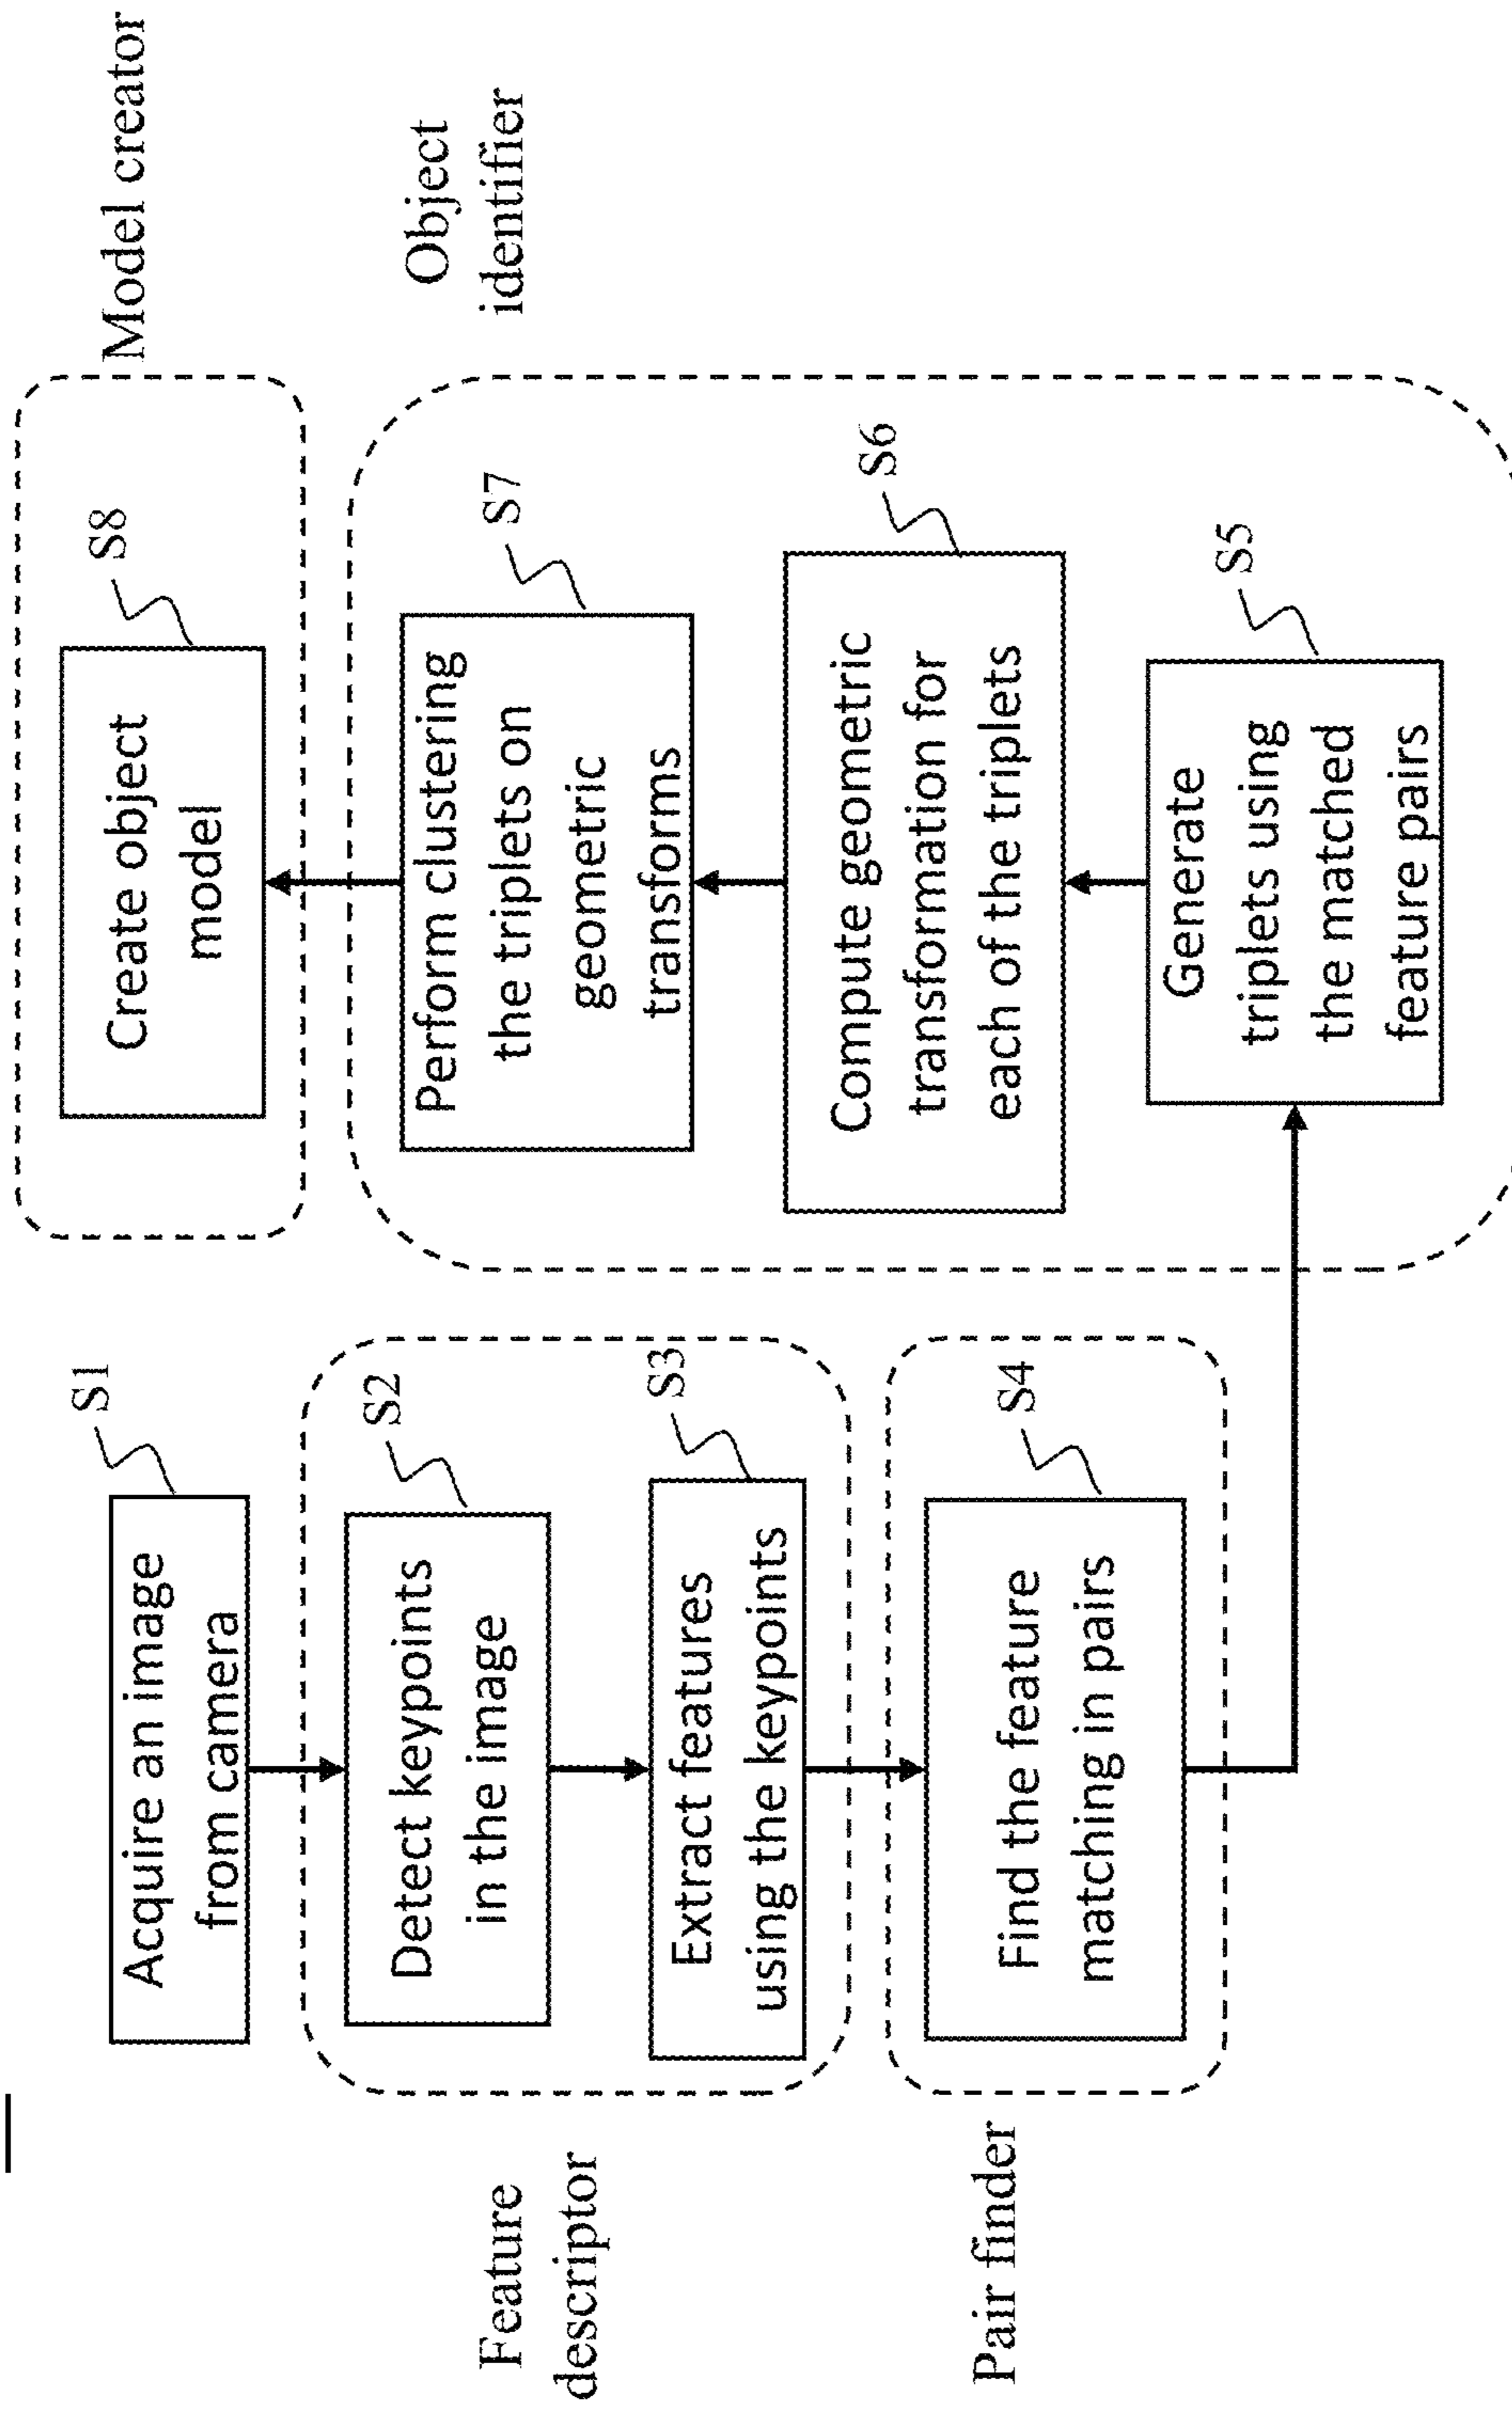 S1
Acquire an image
from camera
Feature
descriptor
S2
Detect keypoints
in the image
S3
Extract features
using the keypoints
Pair finder
S4
Find the feature
matching in pairs
Model creator
S8
Create object
model
Object
identifier
S7
Perform clustering
the triplets on
geometric
transforms
S6
Compute geometric
transformation for
each of the triplets
S5
Generate
triplets using
the matched
feature pairs